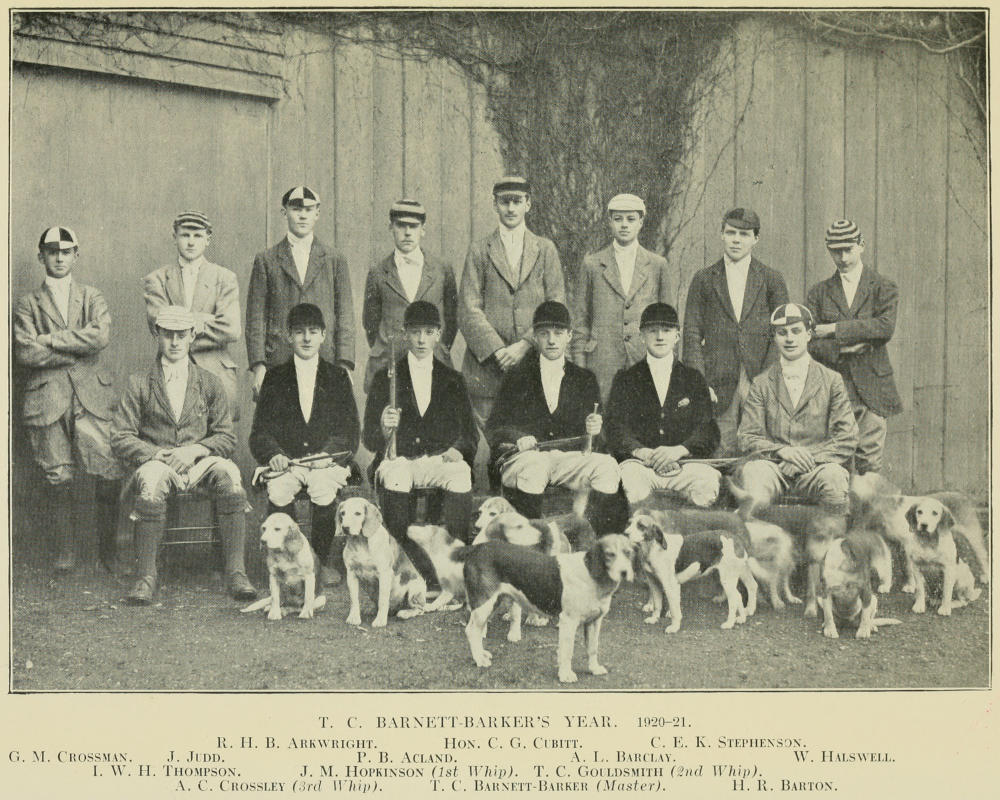 T. C. BARNETT-BARKER'S YEAR. 1920-21.
R. H. B. ARKWRIGHT. HON. C. G. CUBITT. C. E. K. STEPHENSON.
G. M. CROSSMAN. J. JUDD. P. B. ACLAND. A. L. BARCLAY. W. HALSWELL.
I. W. H. THOMPSON. J. M. HOPKINSON (1st Whip). T. C. GOULDSMITH (2nd Whip).
A. C. CROSSLEY (3rd Whip). T. C. BARNETT-BARKER (Master). H. R. BARTON.